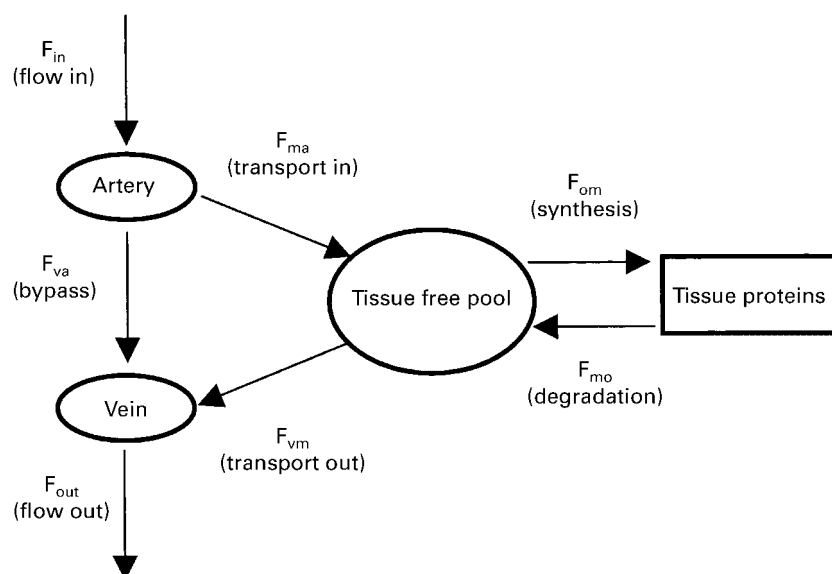 F_in
(flow in)
Artery
F_ma
(transport in)
F_om
(synthesis)
F_va
(bypass)
Tissue free pool
Tissue proteins
F_mo
(degradation)
Vein
F_vm
(transport out)
F_out
(flow out)